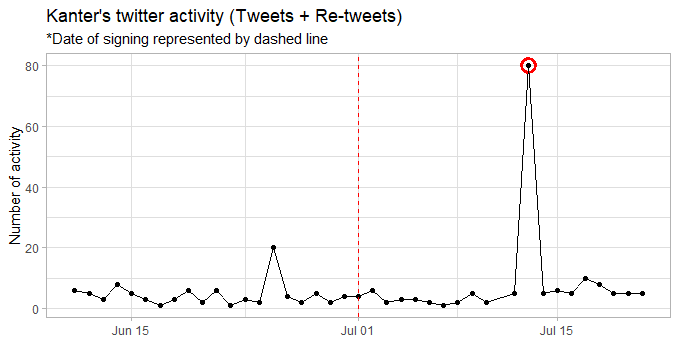 Kanter's twitter activity (Tweets + Re-tweets)
*Date of signing represented by dashed line
Number of activity
80
60
40
20
0
Jun 15 Jul 01 Jul 15